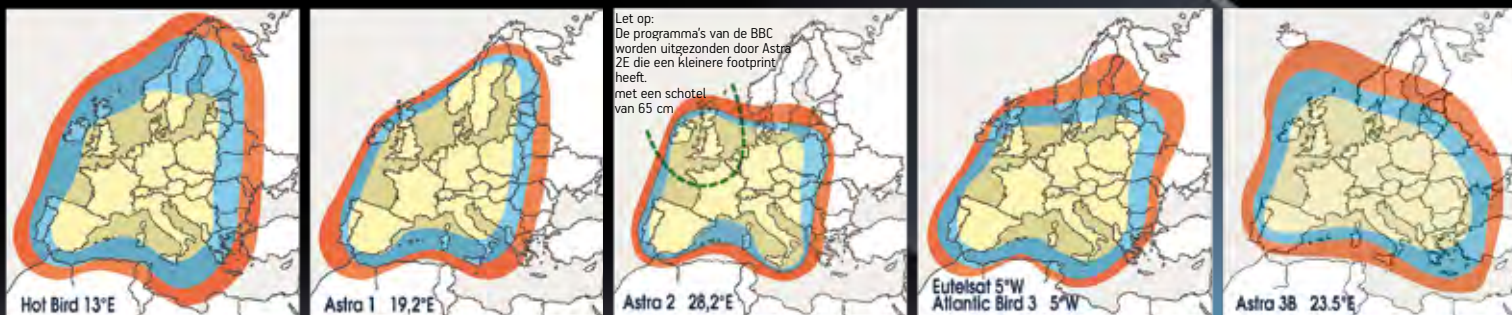 Let op:
De programma's van de BBC
worden uitgezonden door Astra
2E die een kleinere footprint
heeft.
met een schotel
van 65 cm
Hot Bird 13°E
Astra 1 19,2°E
Astra 2 28,2°E
Eutelsat 5°W
Atlantic Bird 3 5°W
Astra 3B 23.5°E